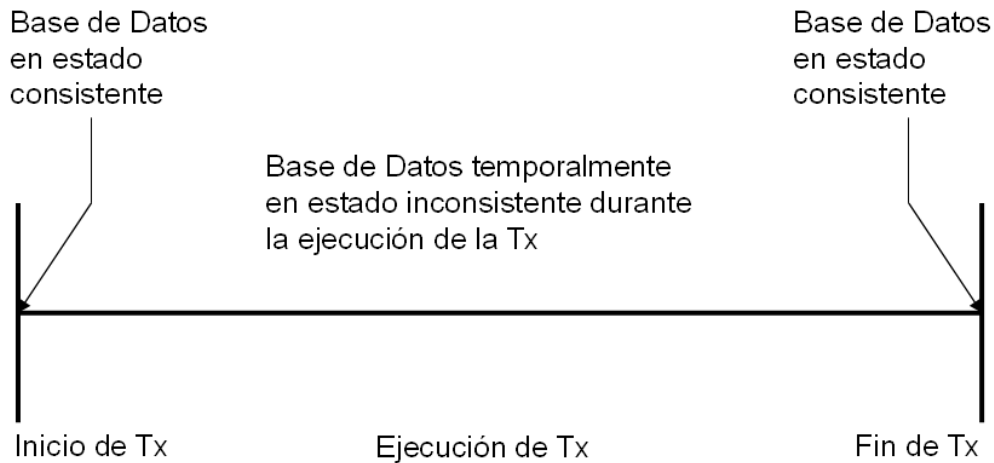 Base de Datos
en estado
consistente
Base de Datos
en estado
consistente
Base de Datos temporalmente
en estado inconsistente durante
la ejecución de la Tx
Inicio de Tx
Ejecución de Tx
Fin de Tx